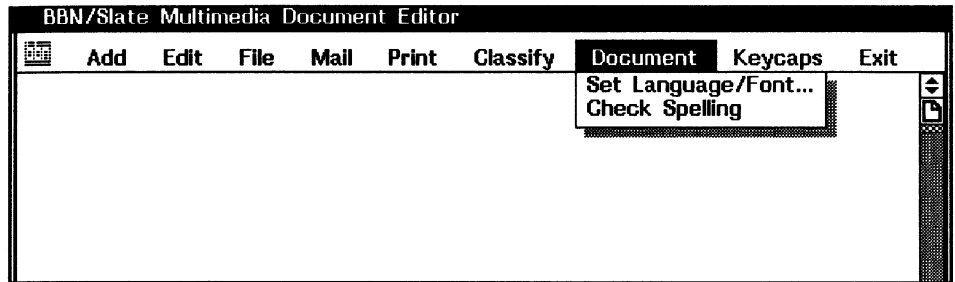 BBN/Slate Multimedia Document Editor
Add Edit File Mail Print Classify Document Keycaps Exit
Set Language/Font...
Check Spelling